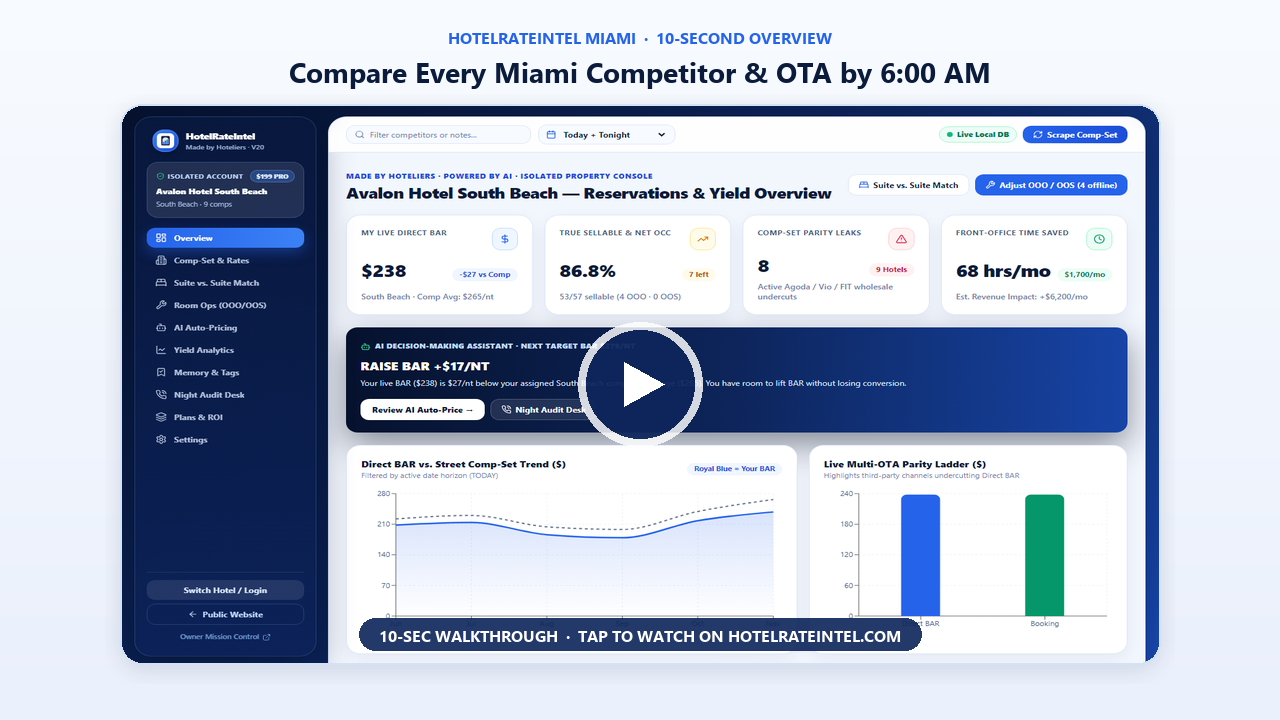 HOTELRATEINTEL MIAMI · 10-SECOND OVERVIEW
Compare Every Miami Competitor & OTA by 6:00 AM
HotelRateIntel
Made by Hoteliers · V20
ISOLATED ACCOUNT $199 PRO
Avalon Hotel South Beach
South Beach · 9 comps
Overview
Comp-Set & Rates
Suite vs. Suite Match
Room Ops (OOO/OOS)
AI Auto-Pricing
Yield Analytics
Memory & Tags
Night Audit Desk
Plans & ROI
Settings
Switch Hotel / Login
← Public Website
Owner Mission Control
Filter competitors or notes...
Today + Tonight
Live Local DB
Scrape Comp-Set
MADE BY HOTELIERS · POWERED BY AI · ISOLATED PROPERTY CONSOLE
Avalon Hotel South Beach — Reservations & Yield Overview
Suite vs. Suite Match
Adjust OOO / OOS (4 offline)
MY LIVE DIRECT BAR
$238
-$27 vs Comp
South Beach · Comp Avg: $265/nt
TRUE SELLABLE & NET OCC
86.8%
7 left
53/57 sellable (4 OOO · 0 OOS)
COMP-SET PARITY LEAKS
8
9 Hotels
Active Agoda / Vio / FIT wholesale
undercuts
FRONT-OFFICE TIME SAVED
68 hrs/mo
$1,700/mo
Est. Revenue Impact: +$6,200/mo
AI DECISION-MAKING ASSISTANT · NEXT TARGET BAR
RAISE BAR +$17/NT
Your live BAR ($238) is $27/nt below your assigned South You have room to lift BAR without losing conversion.
Review AI Auto-Price →
Night Audit Desk
Direct BAR vs. Street Comp-Set Trend ($)
Filtered by active date horizon (TODAY)
Royal Blue = Your BAR
280
210
140
70
0
Live Multi-OTA Parity Ladder ($)
Highlights third-party channels undercutting Direct BAR
240
180
120
60
0
BAR
Booking
10-SEC WALKTHROUGH · TAP TO WATCH ON HOTELRATEINTEL.COM